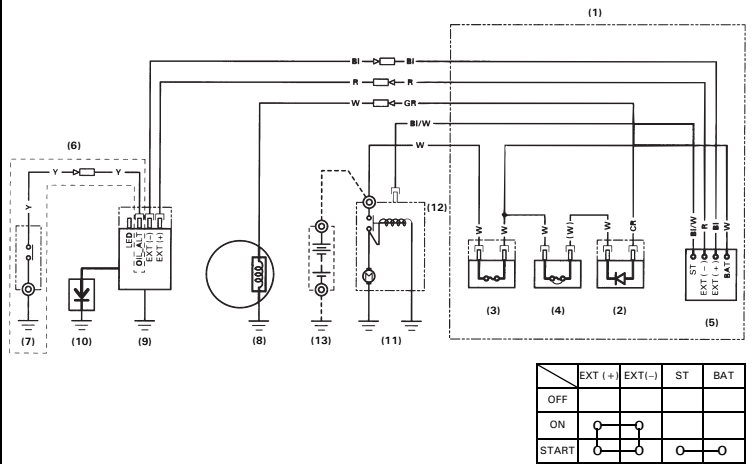 (1)
Bl Bl
R R
W GR
Bl/W
W
(6)
Y Y
Y
(12)
LED
OIL ALT
EXT (−)
EXT (+)
W
W
W
(W)
(W)
W
CR
Bl/W
R
Bl
W
ST
EXT (−)
EXT (+)
BAT
M
(3)
(4)
(2)
(5)
(7)
(10)
(9)
(8)
(13)
(11)
EXT (+) EXT(−) ST BAT
OFF
ON
START